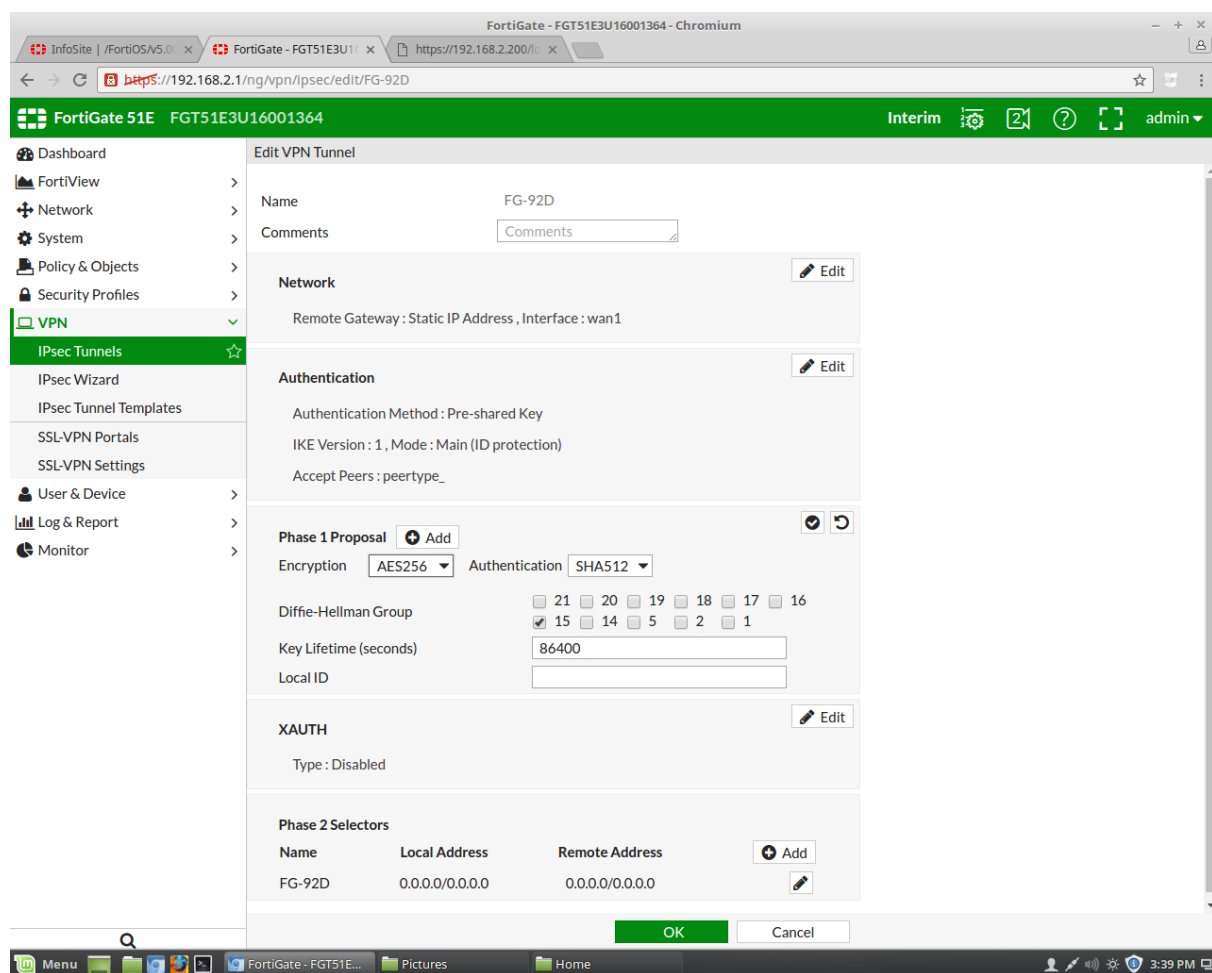 FortiGate - FGT51E3U16001364 - Chromium
InfoSite | /FortiOS/v5.0 FortiGate - FGT51E3U1 https://192.168.2.200/lo
https://192.168.2.1/ng/vpn/ipsec/edit/FG-92D
FortiGate 51E FGT51E3U16001364 Interim 2 admin
Dashboard
FortiView
Network
System
Policy & Objects
Security Profiles
VPN
IPsec Tunnels
IPsec Wizard
IPsec Tunnel Templates
SSL-VPN Portals
SSL-VPN Settings
User & Device
Log & Report
Monitor
Edit VPN Tunnel
Name FG-92D
Comments Comments
Network Edit
Remote Gateway : Static IP Address , Interface : wan1
Authentication Edit
Authentication Method : Pre-shared Key
IKE Version : 1 , Mode : Main (ID protection)
Accept Peers : peertype_
Phase 1 Proposal Add
Encryption AES256 Authentication SHA512
Diffie-Hellman Group 21 20 19 18 17 16
15 14 5 2 1
Key Lifetime (seconds) 86400
Local ID
XAUTH Edit
Type : Disabled
Phase 2 Selectors
Name Local Address Remote Address Add
FG-92D 0.0.0.0/0.0.0.0 0.0.0.0/0.0.0.0
OK Cancel
Menu FortiGate - FGT51E... Pictures Home 3:39 PM